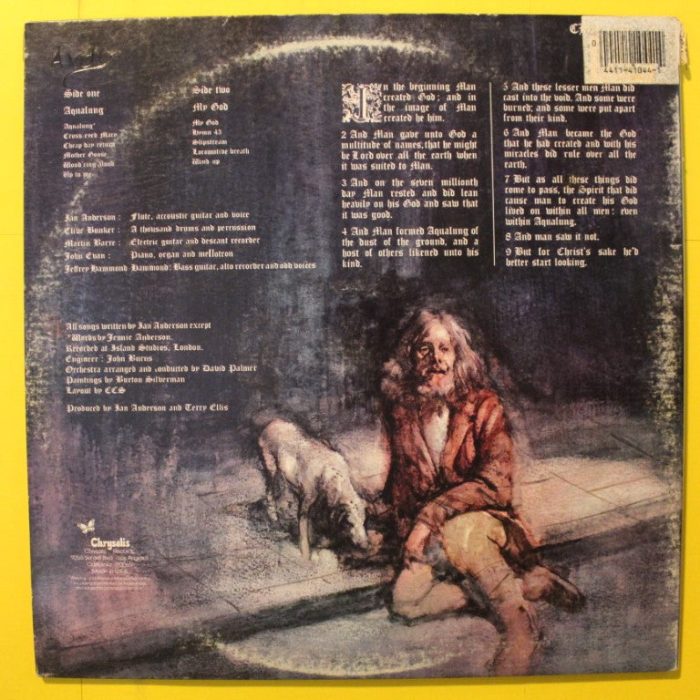 Side one
Aqualung
Aqualung*
Cross-eyed Mary
Cheap day return
Mother Goose
Wond'ring Aloud
Up to me
Side two
My God
My God
Hymn 43
Slipstream
Locomotive breath
Wind up
Ian Anderson : Flute, accoustic guitar and voice
Clive Bunker : A thousand drums and percussion
Martin Barre : Electric guitar and descant recorder
John Evan : Piano, organ and mellotron
Jeffrey Hammond-Hammond: Bass guitar, alto recorder and odd voices
All songs written by Ian Anderson except
*Words by Jennie Anderson.
Recorded at Island Studios, London.
Engineer : John Burns
Orchestra arranged and conducted by David Palmer
Paintings by Burton Silverman
Layout by CCS
Produced by Ian Anderson and Terry Ellis
Chrysalis
In the beginning Man
created God; and in
the image of Man
created he him.
2 And Man gave unto God a
multitude of names, that he might
be Lord over all the earth when
it was suited to Man.
3 And on the seven millionth
day Man rested and did lean
heavily on his God and saw that
it was good.
4 And Man formed Aqualung of
the dust of the ground, and a
host of others likened unto his
kind.
5 And these lesser men Man did
cast into the void. And some were
burned; and some were put apart
from their kind.
6 And Man became the God
that he had created and with his
miracles did rule over all the
earth.
7 But as all these things did
come to pass, the Spirit that did
cause man to create his God
lived on within all men: even
within Aqualung.
8 And man saw it not.
9 But for Christ's sake he'd
better start looking.